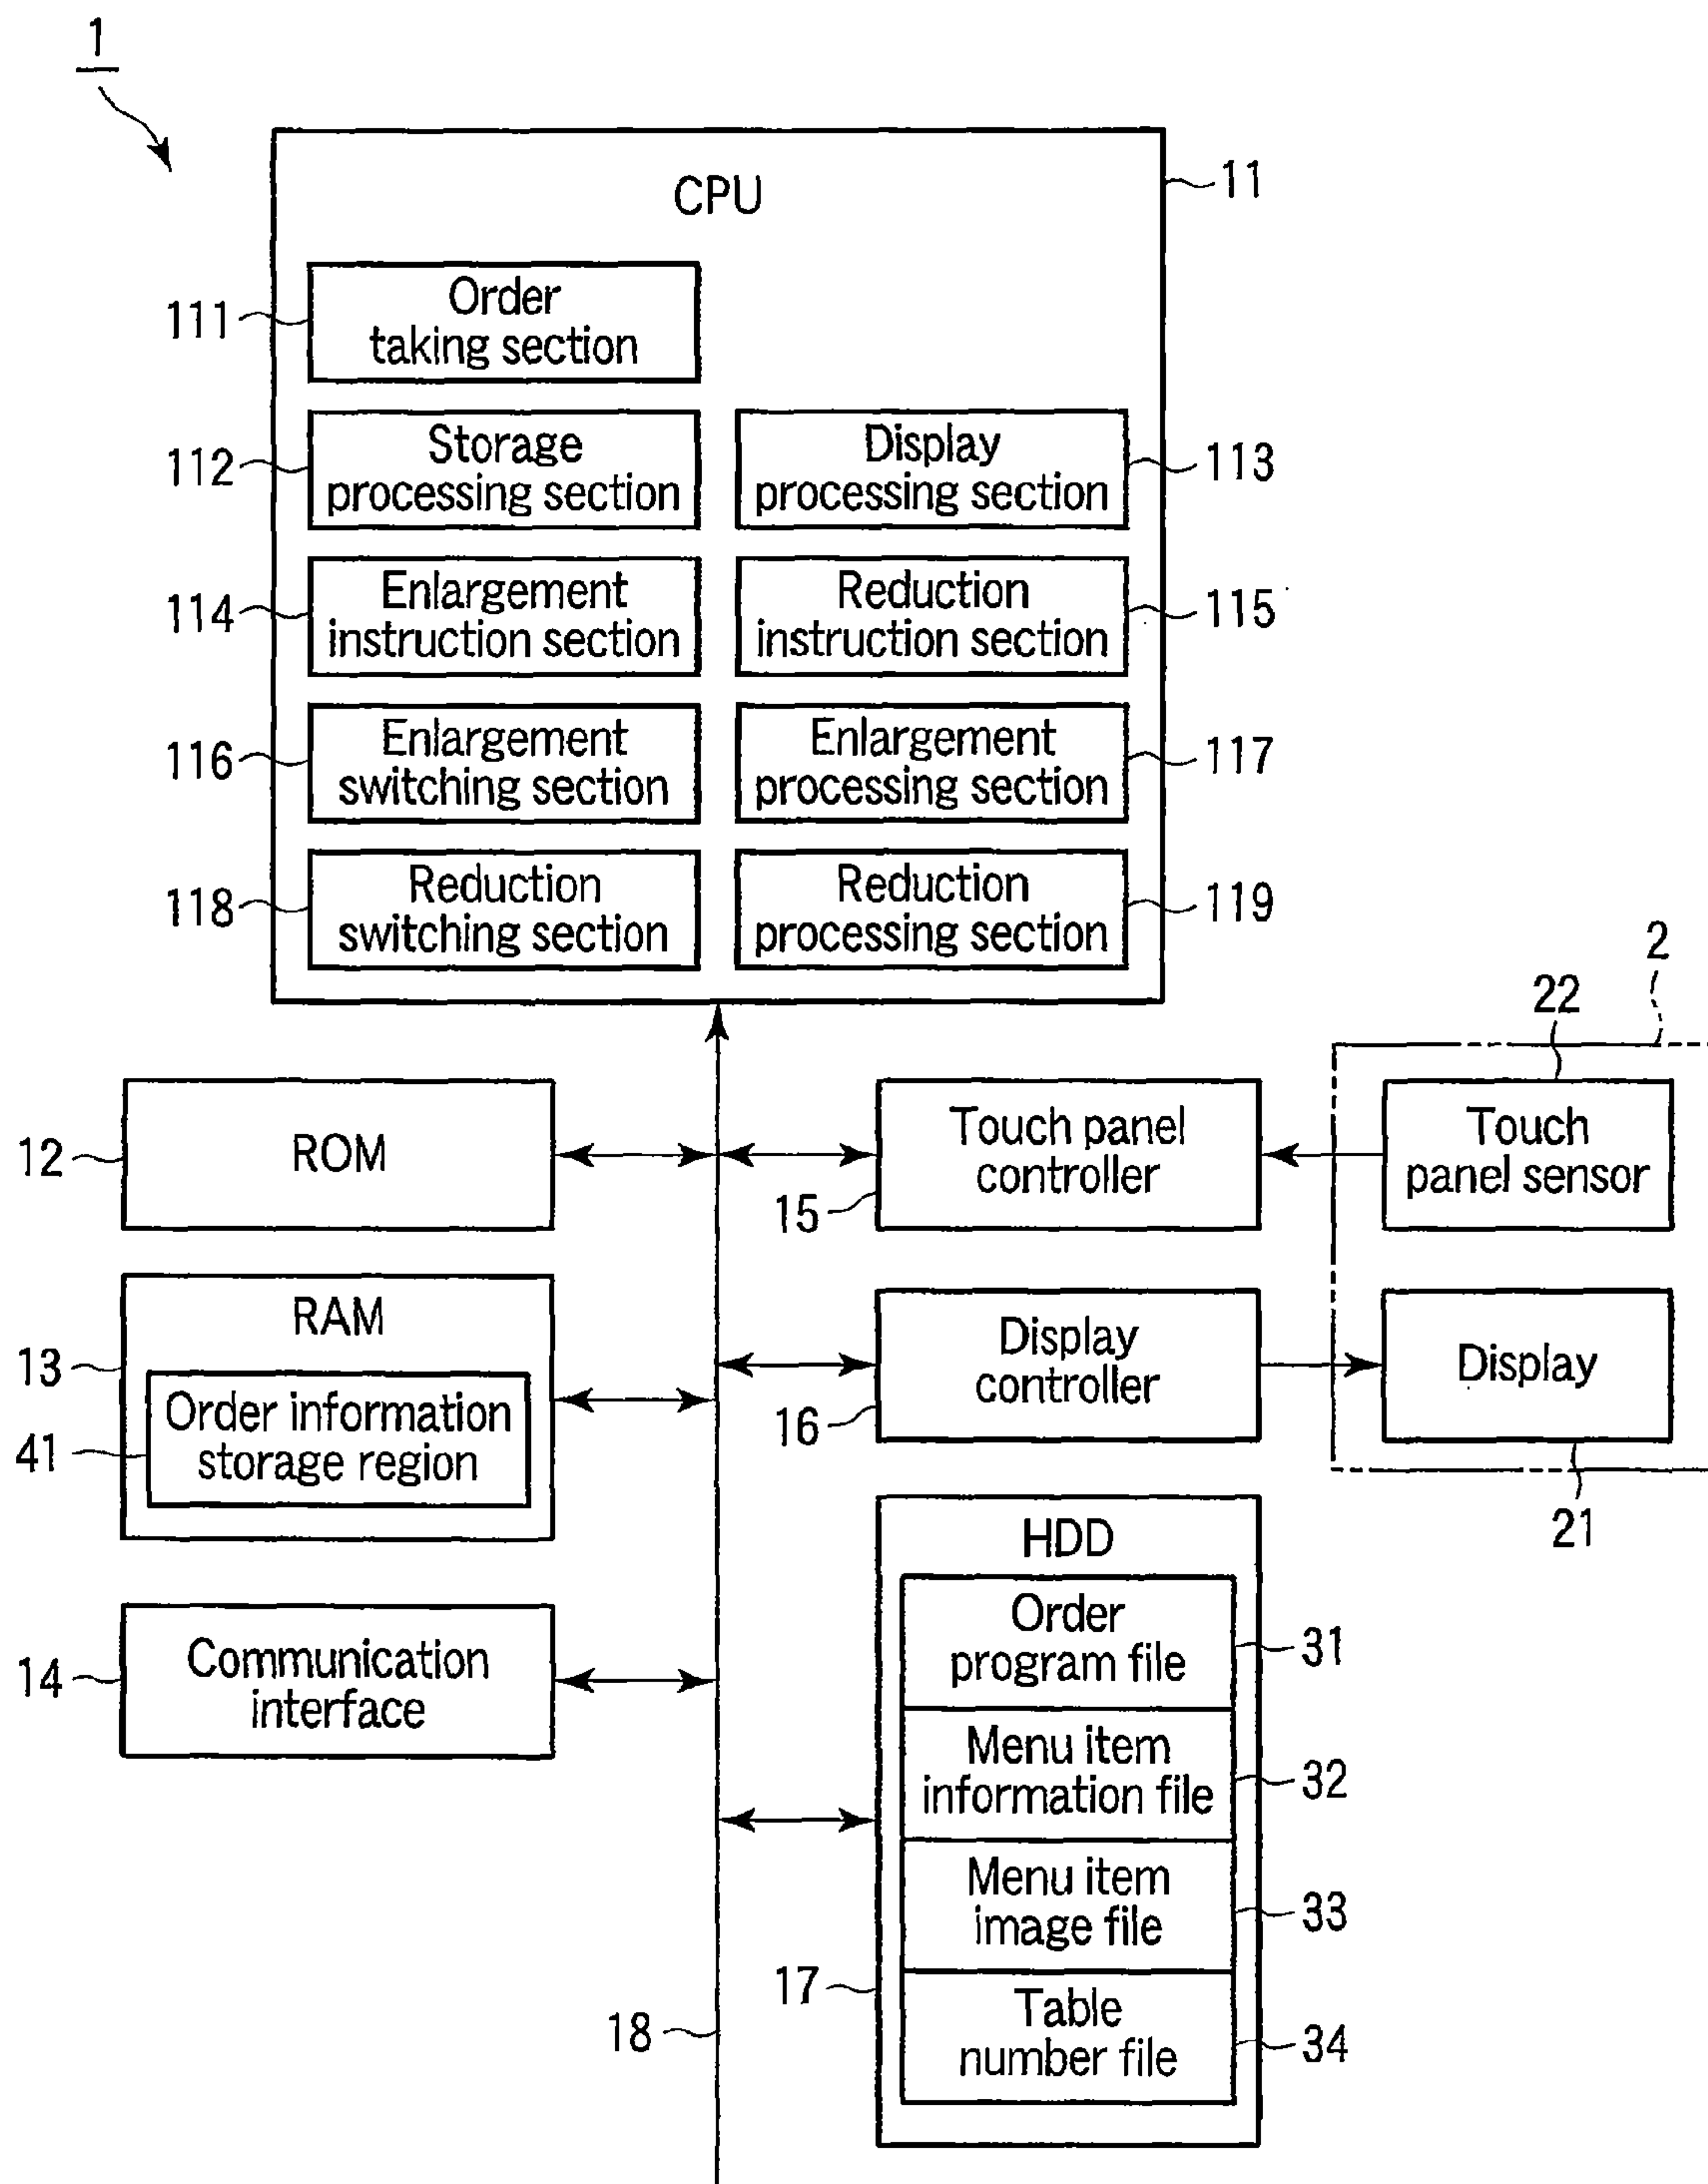 1
CPU
11
111
Order
taking section
112
Storage
processing section
Display
processing section
113
114
Enlargement
instruction section
Reduction
instruction section
115
116
Enlargement
switching section
Enlargement
processing section
117
118
Reduction
switching section
Reduction
processing section
119
2
22
12
ROM
Touch panel
controller
15
Touch
panel sensor
13
RAM
41
Order information
storage region
Display
controller
16
Display
21
14
Communication
interface
HDD
Order
program file
31
Menu item
information file
32
Menu item
image file
33
17
Table
number file
34
18